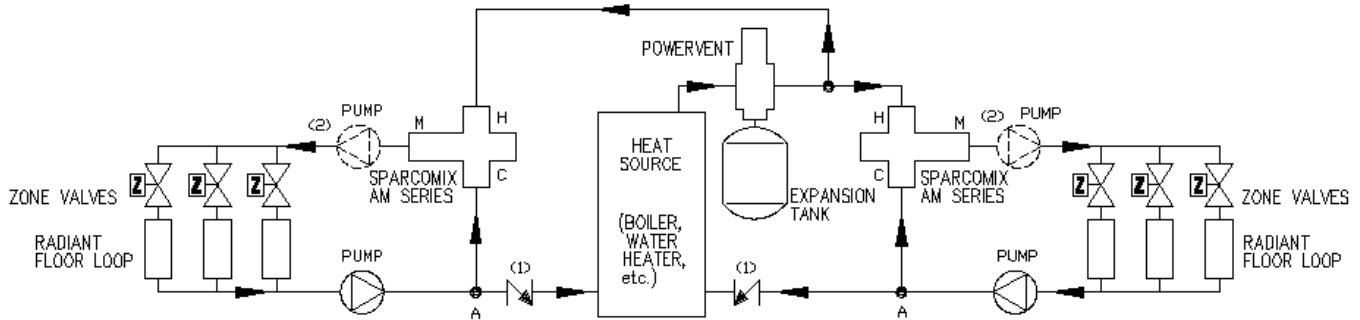 POWERVENT
PUMP
(2)
M
H
C
SPARCOMIX
AM SERIES
ZONE VALVES
Z
Z
Z
RADIANT
FLOOR LOOP
PUMP
A
(1)
HEAT
SOURCE
(BOILER,
WATER
HEATER,
etc.)
EXPANSION
TANK
(1)
H
M
C
SPARCOMIX
AM SERIES
(2)
PUMP
Z
Z
Z
ZONE VALVES
RADIANT
FLOOR LOOP
PUMP
A